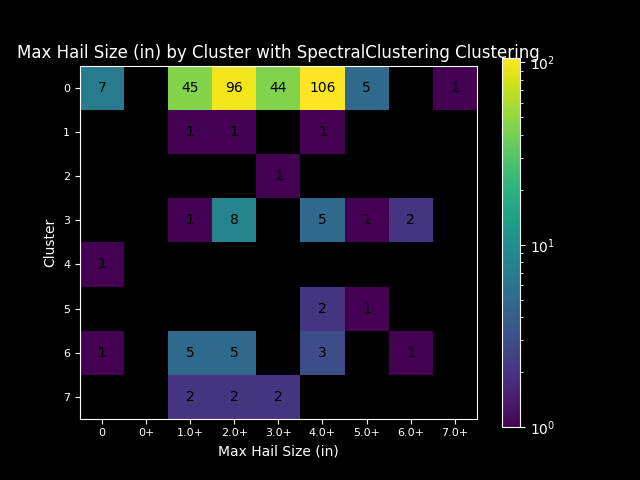 Max Hail Size (in) by Cluster with SpectralClustering Clustering
0 7 45 96 44 106 5 1
1 1 1 1
2 1
3 1 8 5 1 2
4 1
5 2 1
6 1 5 5 3 1
7 2 2 2
0 0+ 1.0+ 2.0+ 3.0+ 4.0+ 5.0+ 6.0+ 7.0+
Max Hail Size (in)
Cluster
10²
10¹
10⁰